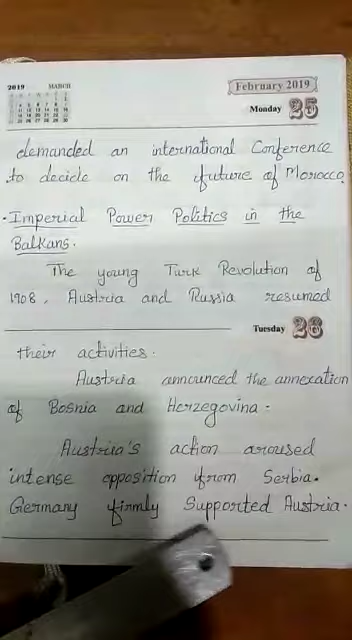 2019 MARCH
February 2019
Monday 25
demanded an international Conference
to decide on the future of Morocco.
• Imperial Power Politics in the
Balkans.
The young Turk Revolution of
1908, Austria and Russia resumed
Tuesday 26
their activities.
Austria announced the annexation
of Bosnia and Herzegovina.
Austria's action aroused
intense opposition from Serbia.
Germany firmly Supported Austria.